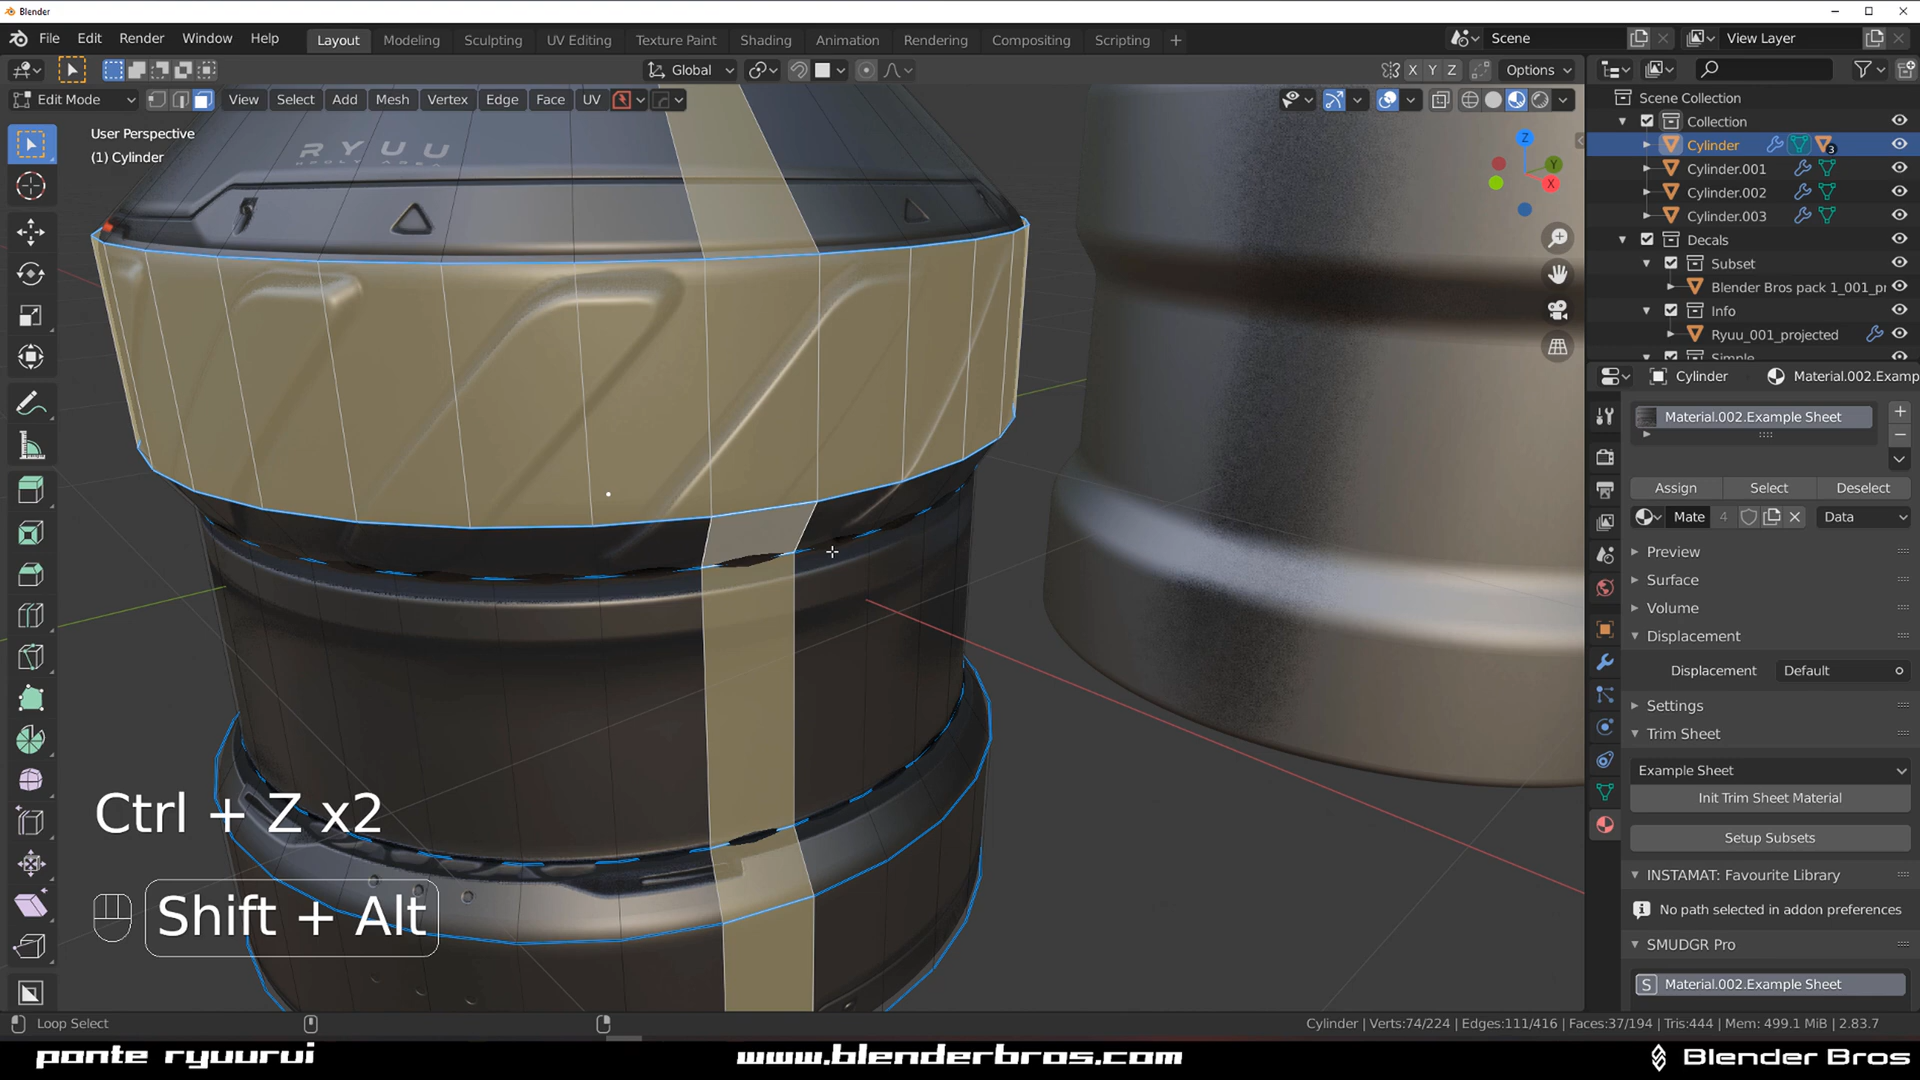 Blender
File Edit Render Window Help Layout Modeling Sculpting UV Editing Texture Paint Shading Animation Rendering Compositing Scripting + Scene View Layer
Global X Y Z Options
Edit Mode View Select Add Mesh Vertex Edge Face UV
User Perspective
(1) Cylinder
RYUU
Z
Y
X
Scene Collection
Collection
Cylinder 3
Cylinder.001
Cylinder.002
Cylinder.003
Decals
Subset
Blender Bros pack 1_001_pr
Info
Ryuu_001_projected
Simple
Cylinder Material.002.Examp
Material.002.Example Sheet
Assign Select Deselect
Mate 4 Data
Preview
Surface
Volume
Displacement
Displacement Default
Settings
Trim Sheet
Example Sheet
Init Trim Sheet Material
Setup Subsets
INSTAMAT: Favourite Library
No path selected in addon preferences
SMUDGR Pro
S Material.002.Example Sheet
Ctrl + Z x2
Shift + Alt
Loop Select
Cylinder | Verts:74/224 | Edges:111/416 | Faces:37/194 | Tris:444 | Mem: 499.1 MiB | 2.83.7
ponte ryuurui www.blenderbros.com Blender Bros